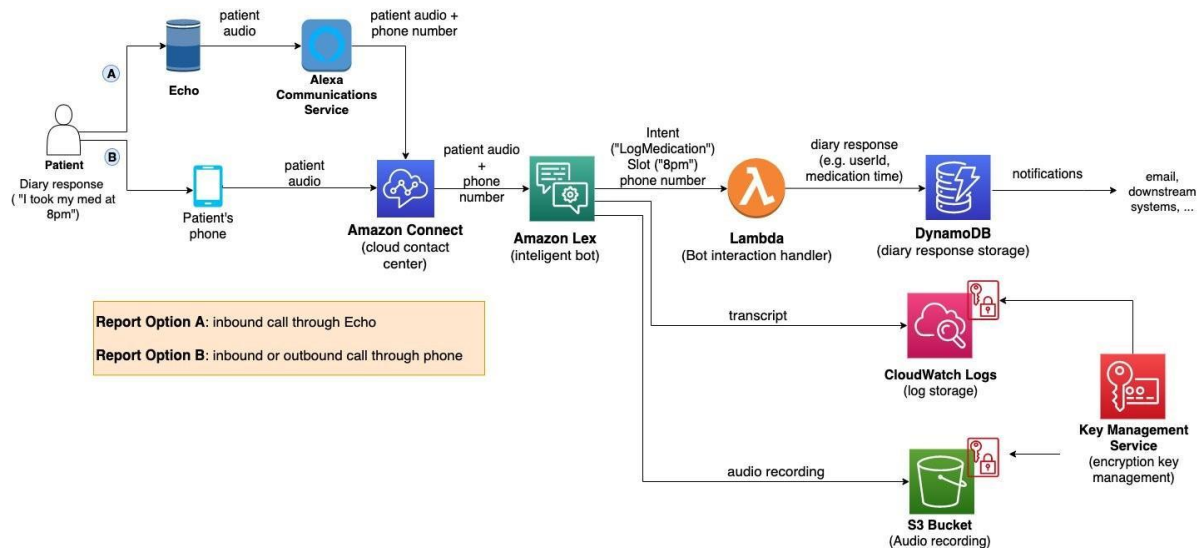 patient
audio
patient audio +
phone number
A
Echo
Alexa
Communications
Service
B
Patient
Diary response
( "I took my med at
8pm")
Patient's
phone
patient
audio
Amazon Connect
(cloud contact
center)
patient audio
+
phone
number
Amazon Lex
(inteligent bot)
Intent
("LogMedication")
Slot ("8pm")
phone number
Lambda
(Bot interaction handler)
diary response
(e.g. userId,
medication time)
DynamoDB
(diary response storage)
notifications
email,
downstream
systems, ...
transcript
CloudWatch Logs
(log storage)
Key Management
Service
(encryption key
management)
audio recording
S3 Bucket
(Audio recording)
Report Option A: inbound call through Echo
Report Option B: inbound or outbound call through phone